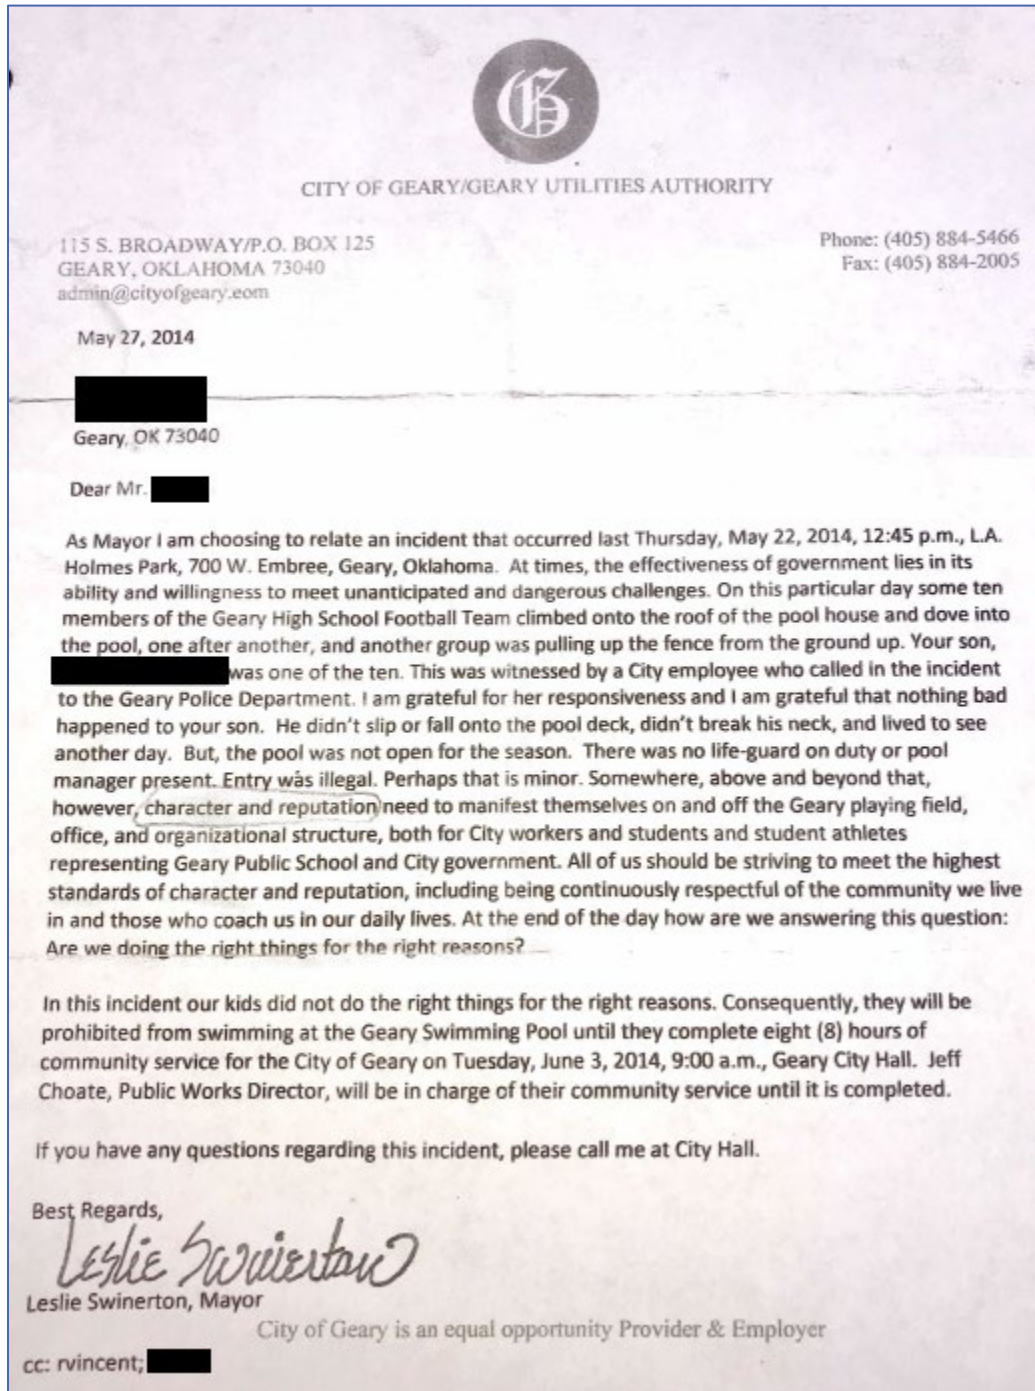 G
CITY OF GEARY/GEARY UTILITIES AUTHORITY
115 S. BROADWAY/P.O. BOX 125
GEARY, OKLAHOMA 73040
admin@cityofgeary.com
Phone: (405) 884-5466
Fax: (405) 884-2005
May 27, 2014
Geary, OK 73040
Dear Mr.
As Mayor I am choosing to relate an incident that occurred last Thursday, May 22, 2014, 12:45 p.m., L.A.
Holmes Park, 700 W. Embree, Geary, Oklahoma. At times, the effectiveness of government lies in its
ability and willingness to meet unanticipated and dangerous challenges. On this particular day some ten
members of the Geary High School Football Team climbed onto the roof of the pool house and dove into
the pool, one after another, and another group was pulling up the fence from the ground up. Your son,
was one of the ten. This was witnessed by a City employee who called in the incident
to the Geary Police Department. I am grateful for her responsiveness and I am grateful that nothing bad
happened to your son. He didn't slip or fall onto the pool deck, didn't break his neck, and lived to see
another day. But, the pool was not open for the season. There was no life-guard on duty or pool
manager present. Entry was illegal. Perhaps that is minor. Somewhere, above and beyond that,
however, character and reputation need to manifest themselves on and off the Geary playing field,
office, and organizational structure, both for City workers and students and student athletes
representing Geary Public School and City government. All of us should be striving to meet the highest
standards of character and reputation, including being continuously respectful of the community we live
in and those who coach us in our daily lives. At the end of the day how are we answering this question:
Are we doing the right things for the right reasons?
In this incident our kids did not do the right things for the right reasons. Consequently, they will be
prohibited from swimming at the Geary Swimming Pool until they complete eight (8) hours of
community service for the City of Geary on Tuesday, June 3, 2014, 9:00 a.m., Geary City Hall. Jeff
Choate, Public Works Director, will be in charge of their community service until it is completed.
If you have any questions regarding this incident, please call me at City Hall.
Best Regards,
Leslie Swinerton
Leslie Swinerton, Mayor
City of Geary is an equal opportunity Provider & Employer
cc: rvincent;